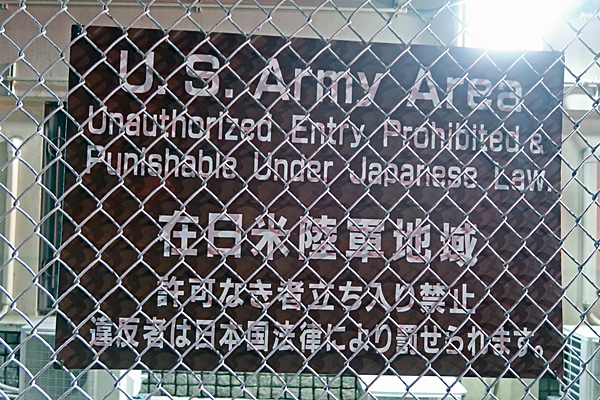 U.S. Army Area
Unauthorized Entry Prohibited &
Punishable Under Japanese Law.
在日米陸軍地域
許可なき者立ち入り禁止
違反者は日本国法律により罰せられます。